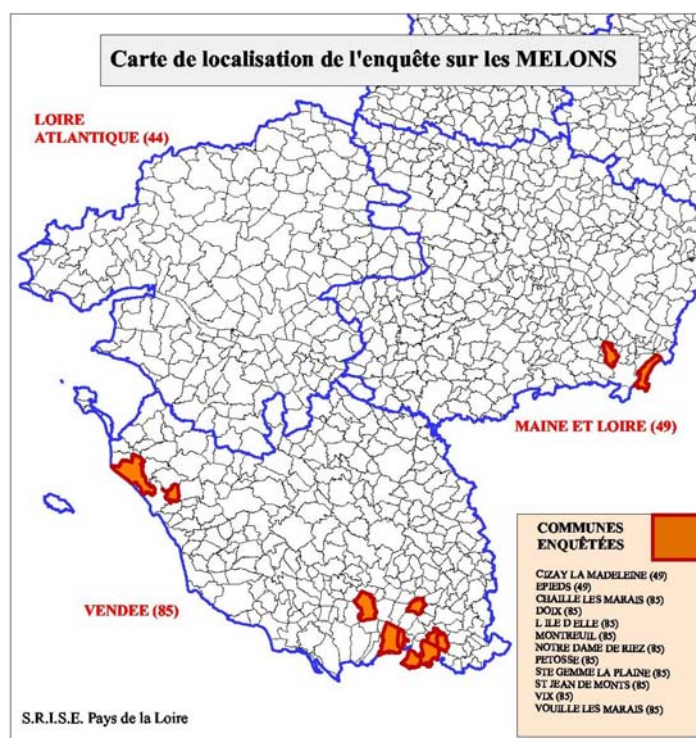 Carte de localisation de l'enquête sur les MELONS
LOIRE
ATLANTIQUE (44)
MAINE ET LOIRE (49)
VENDEE (85)
COMMUNES
ENQUÊTÉES
CIZAY LA MADELEINE (49)
EPIEDS (49)
CHAILLE LES MARAIS (85)
DOIX (85)
L ILE D ELLE (85)
MONTREUIL (85)
NOTRE DAME DE RIEZ (85)
PETOSSE (85)
STE GEMME LA PLAINE (85)
ST JEAN DE MONTS (85)
VIX (85)
VOUILLE LES MARAIS (85)
S.R.I.S.E. Pays de la Loire